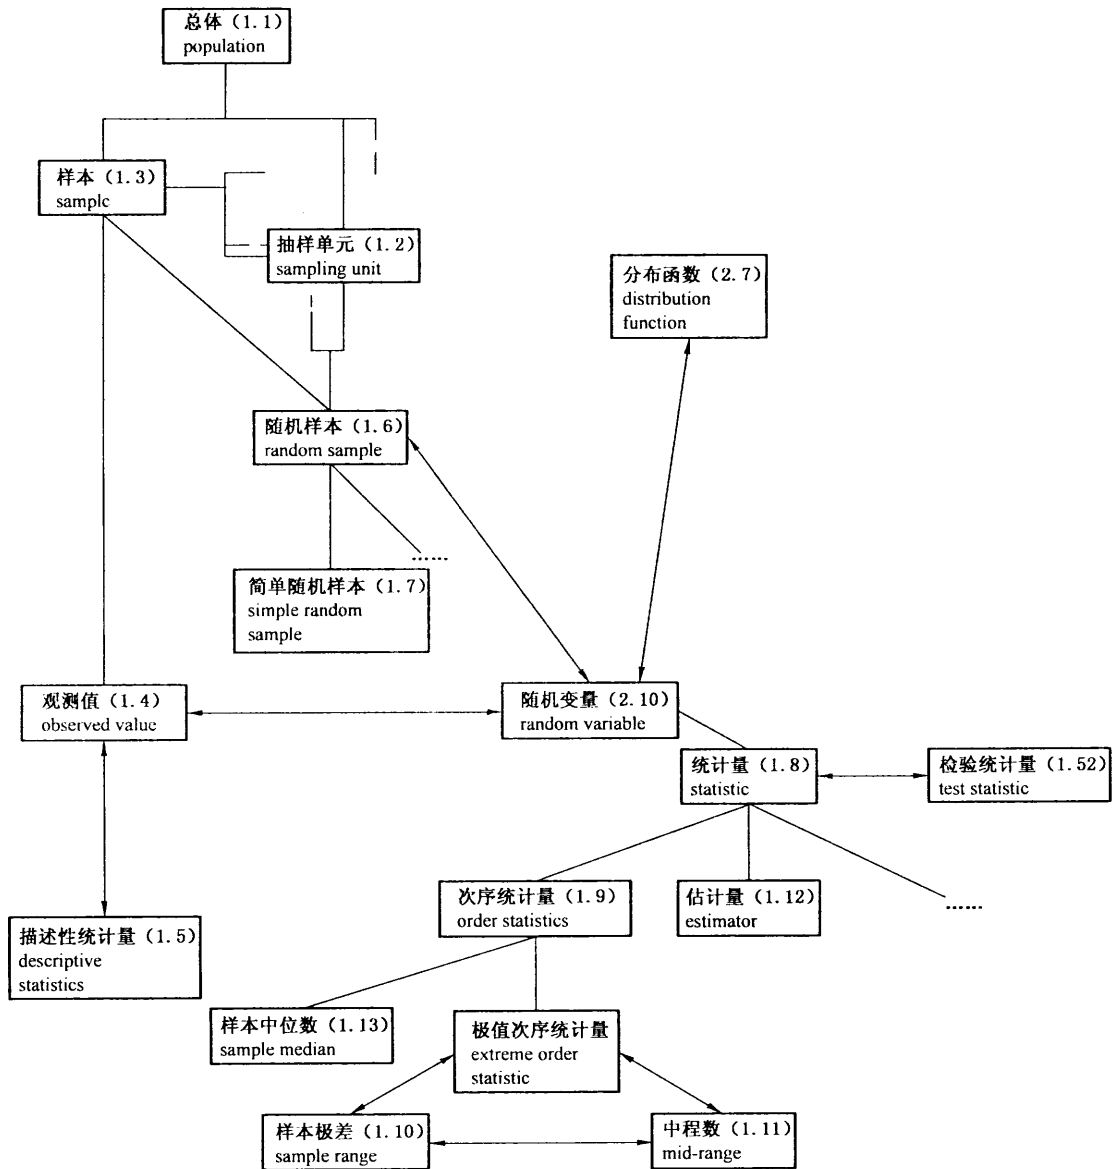 总体（1.1）
population
样本（1.3）
samplc
抽样单元（1.2）
sampling unit
分布函数（2.7）
distribution
function
随机样本（1.6）
random sample
……
简单随机样本（1.7）
simple random
sample
观测值（1.4）
observed value
随机变量（2.10）
random variable
统计量（1.8）
statistic
检验统计量（1.52）
test statistic
次序统计量（1.9）
order statistics
估计量（1.12）
estimator
……
描述性统计量（1.5）
descriptive
statistics
样本中位数（1.13）
sample median
极值次序统计量
extreme order
statistic
样本极差（1.10）
sample range
中程数（1.11）
mid-range